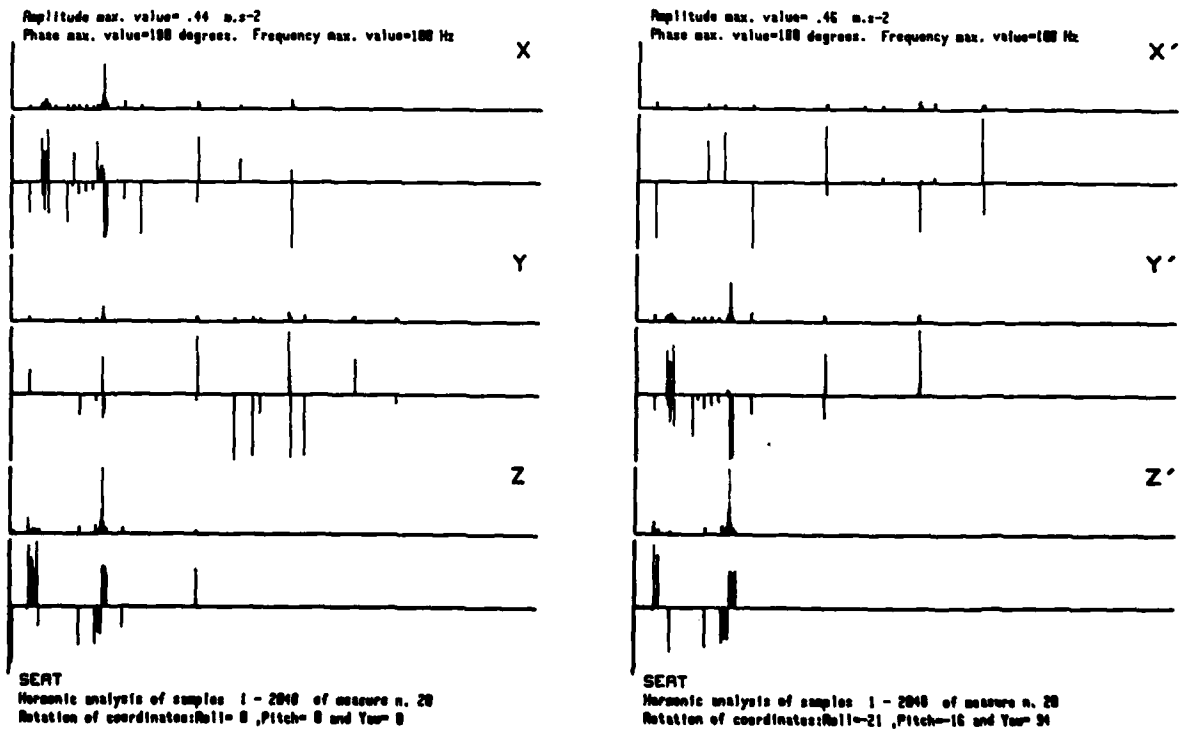 Amplitude max. value= .44 m.s-2
Phase max. value=180 degrees. Frequency max. value=100 Hz
X
Y
Z
SEAT
Harmonic analysis of samples 1 - 2048 of measure n. 20
Rotation of coordinates:Roll= 0 ,Pitch= 0 and Yaw= 0
Amplitude max. value= .46 m.s-2
Phase max. value=180 degrees. Frequency max. value=100 Hz
X´
Y´
Z´
SEAT
Harmonic analysis of samples 1 - 2048 of measure n. 20
Rotation of coordinates:Roll=-21 ,Pitch=-16 and Yaw= 94